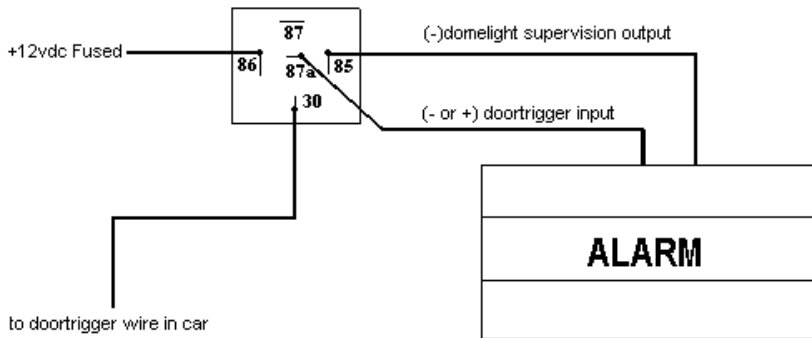 87
(-)domelight supervision output
+12vdc Fused
86
87a
85
30
(- or +) doortrigger input
ALARM
to doortrigger wire in car